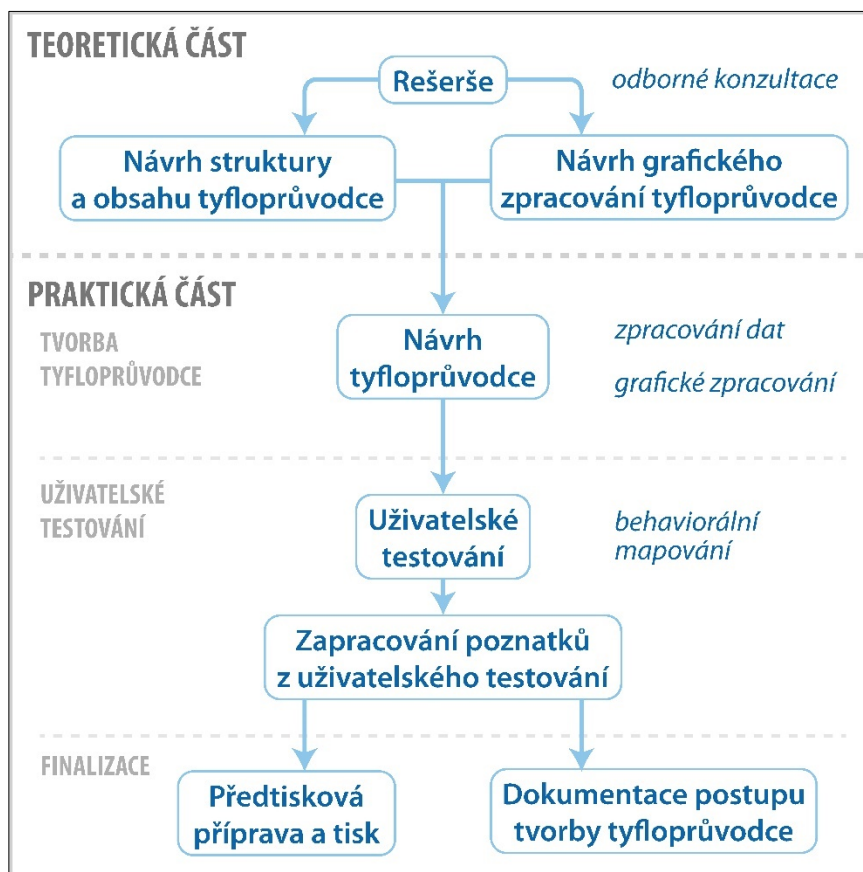 TEORETICKÁ ČÁST
Rešerše
odborné konzultace
Návrh struktury
a obsahu tyfloprůvodce
Návrh grafického
zpracování tyfloprůvodce
PRAKTICKÁ ČÁST
TVORBA
TYFLOPRŮVODCE
Návrh
tyfloprůvodce
zpracování dat
grafické zpracování
UŽIVATELSKÉ
TESTOVÁNÍ
Uživatelské
testování
behaviorální
mapování
Zapracování poznatků
z uživatelského testování
FINALIZACE
Předtisková
příprava a tisk
Dokumentace postupu
tvorby tyfloprůvodce